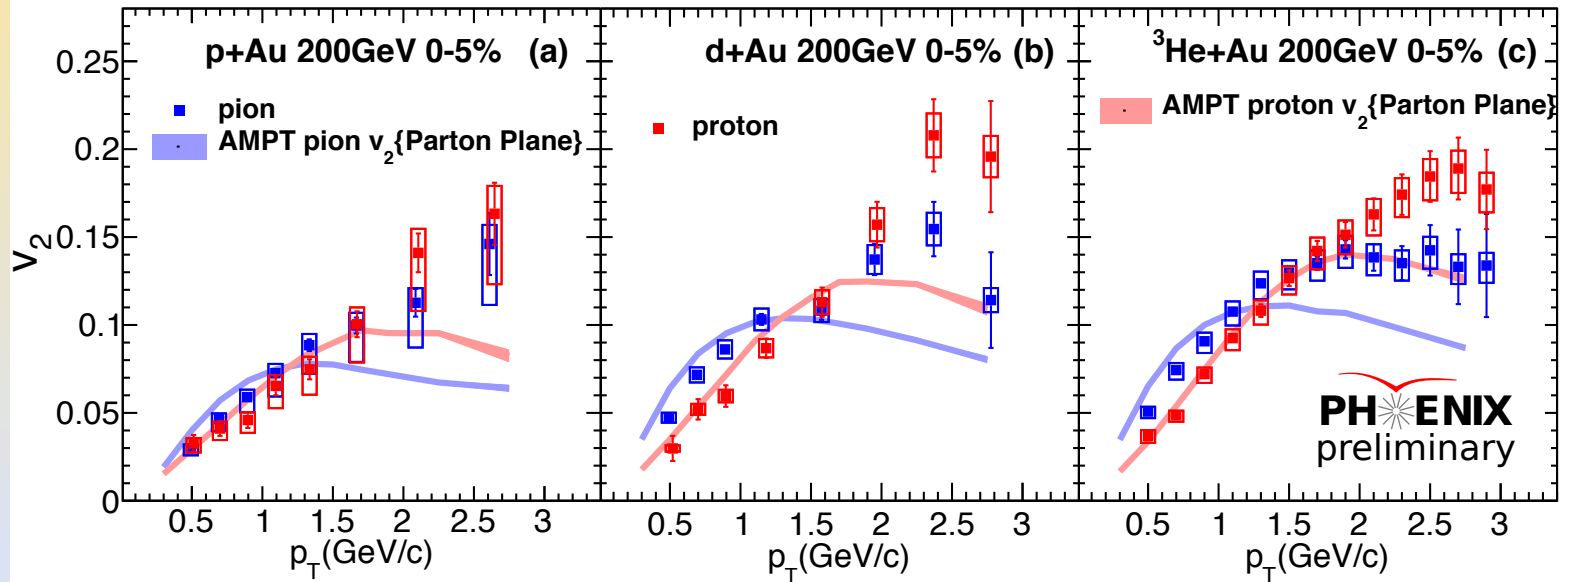 p+Au 200GeV 0-5% (a)
pion
AMPT pion v2{Parton Plane}
d+Au 200GeV 0-5% (b)
proton
3He+Au 200GeV 0-5% (c)
AMPT proton v2{Parton Plane}
PHENIX
preliminary
v2
0.25
0.2
0.15
0.1
0.05
0
0.5 1 1.5 2 2.5 3
0.5 1 1.5 2 2.5 3
0.5 1 1.5 2 2.5 3
pT(GeV/c)
pT(GeV/c)
pT(GeV/c)